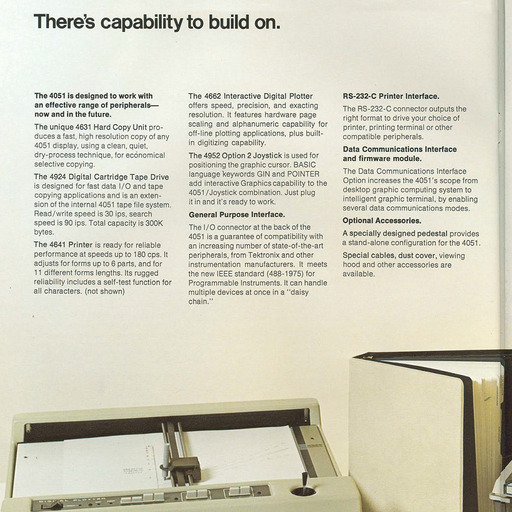 There's capability to build on.
The 4051 is designed to work with
an effective range of peripherals—
now and in the future.
The unique 4631 Hard Copy Unit pro-
duces a fast, high resolution copy of any
4051 display, using a clean, quiet,
dry-process technique, for economical
selective copying.
The 4924 Digital Cartridge Tape Drive
is designed for fast data I/O and tape
copying applications and is an exten-
sion of the internal 4051 tape file system.
Read/write speed is 30 ips, search
speed is 90 ips. Total capacity is 300K
bytes.
The 4641 Printer is ready for reliable
performance at speeds up to 180 cps. It
adjusts for forms up to 6 parts, and for
11 different forms lengths. Its rugged
reliability includes a self-test function for
all characters. (not shown)
The 4662 Interactive Digital Plotter
offers speed, precision, and exacting
resolution. It features hardware page
scaling and alphanumeric capability for
off-line plotting applications, plus built-
in digitizing capability.
The 4952 Option 2 Joystick is used for
positioning the graphic cursor. BASIC
language keywords GIN and POINTER
add interactive Graphics capability to the
4051/Joystick combination. Just plug
it in and it's ready to work.
General Purpose Interface.
The I/O connector at the back of the
4051 is a guarantee of compatibility with
an increasing number of state-of-the-art
peripherals, from Tektronix and other
instrumentation manufacturers. It meets
the new IEEE standard (488-1975) for
Programmable Instruments. It can handle
multiple devices at once in a "daisy
chain."
RS-232-C Printer Interface.
The RS-232-C connector outputs the
right format to drive your choice of
printer, printing terminal or other
compatible peripherals.
Data Communications Interface
and firmware module.
The Data Communications Interface
Option increases the 4051's scope from
desktop graphic computing system to
intelligent graphic terminal, by enabling
several data communications modes.
Optional Accessories.
A specially designed pedestal provides
a stand-alone configuration for the 4051.
Special cables, dust cover, viewing
hood and other accessories are
available.